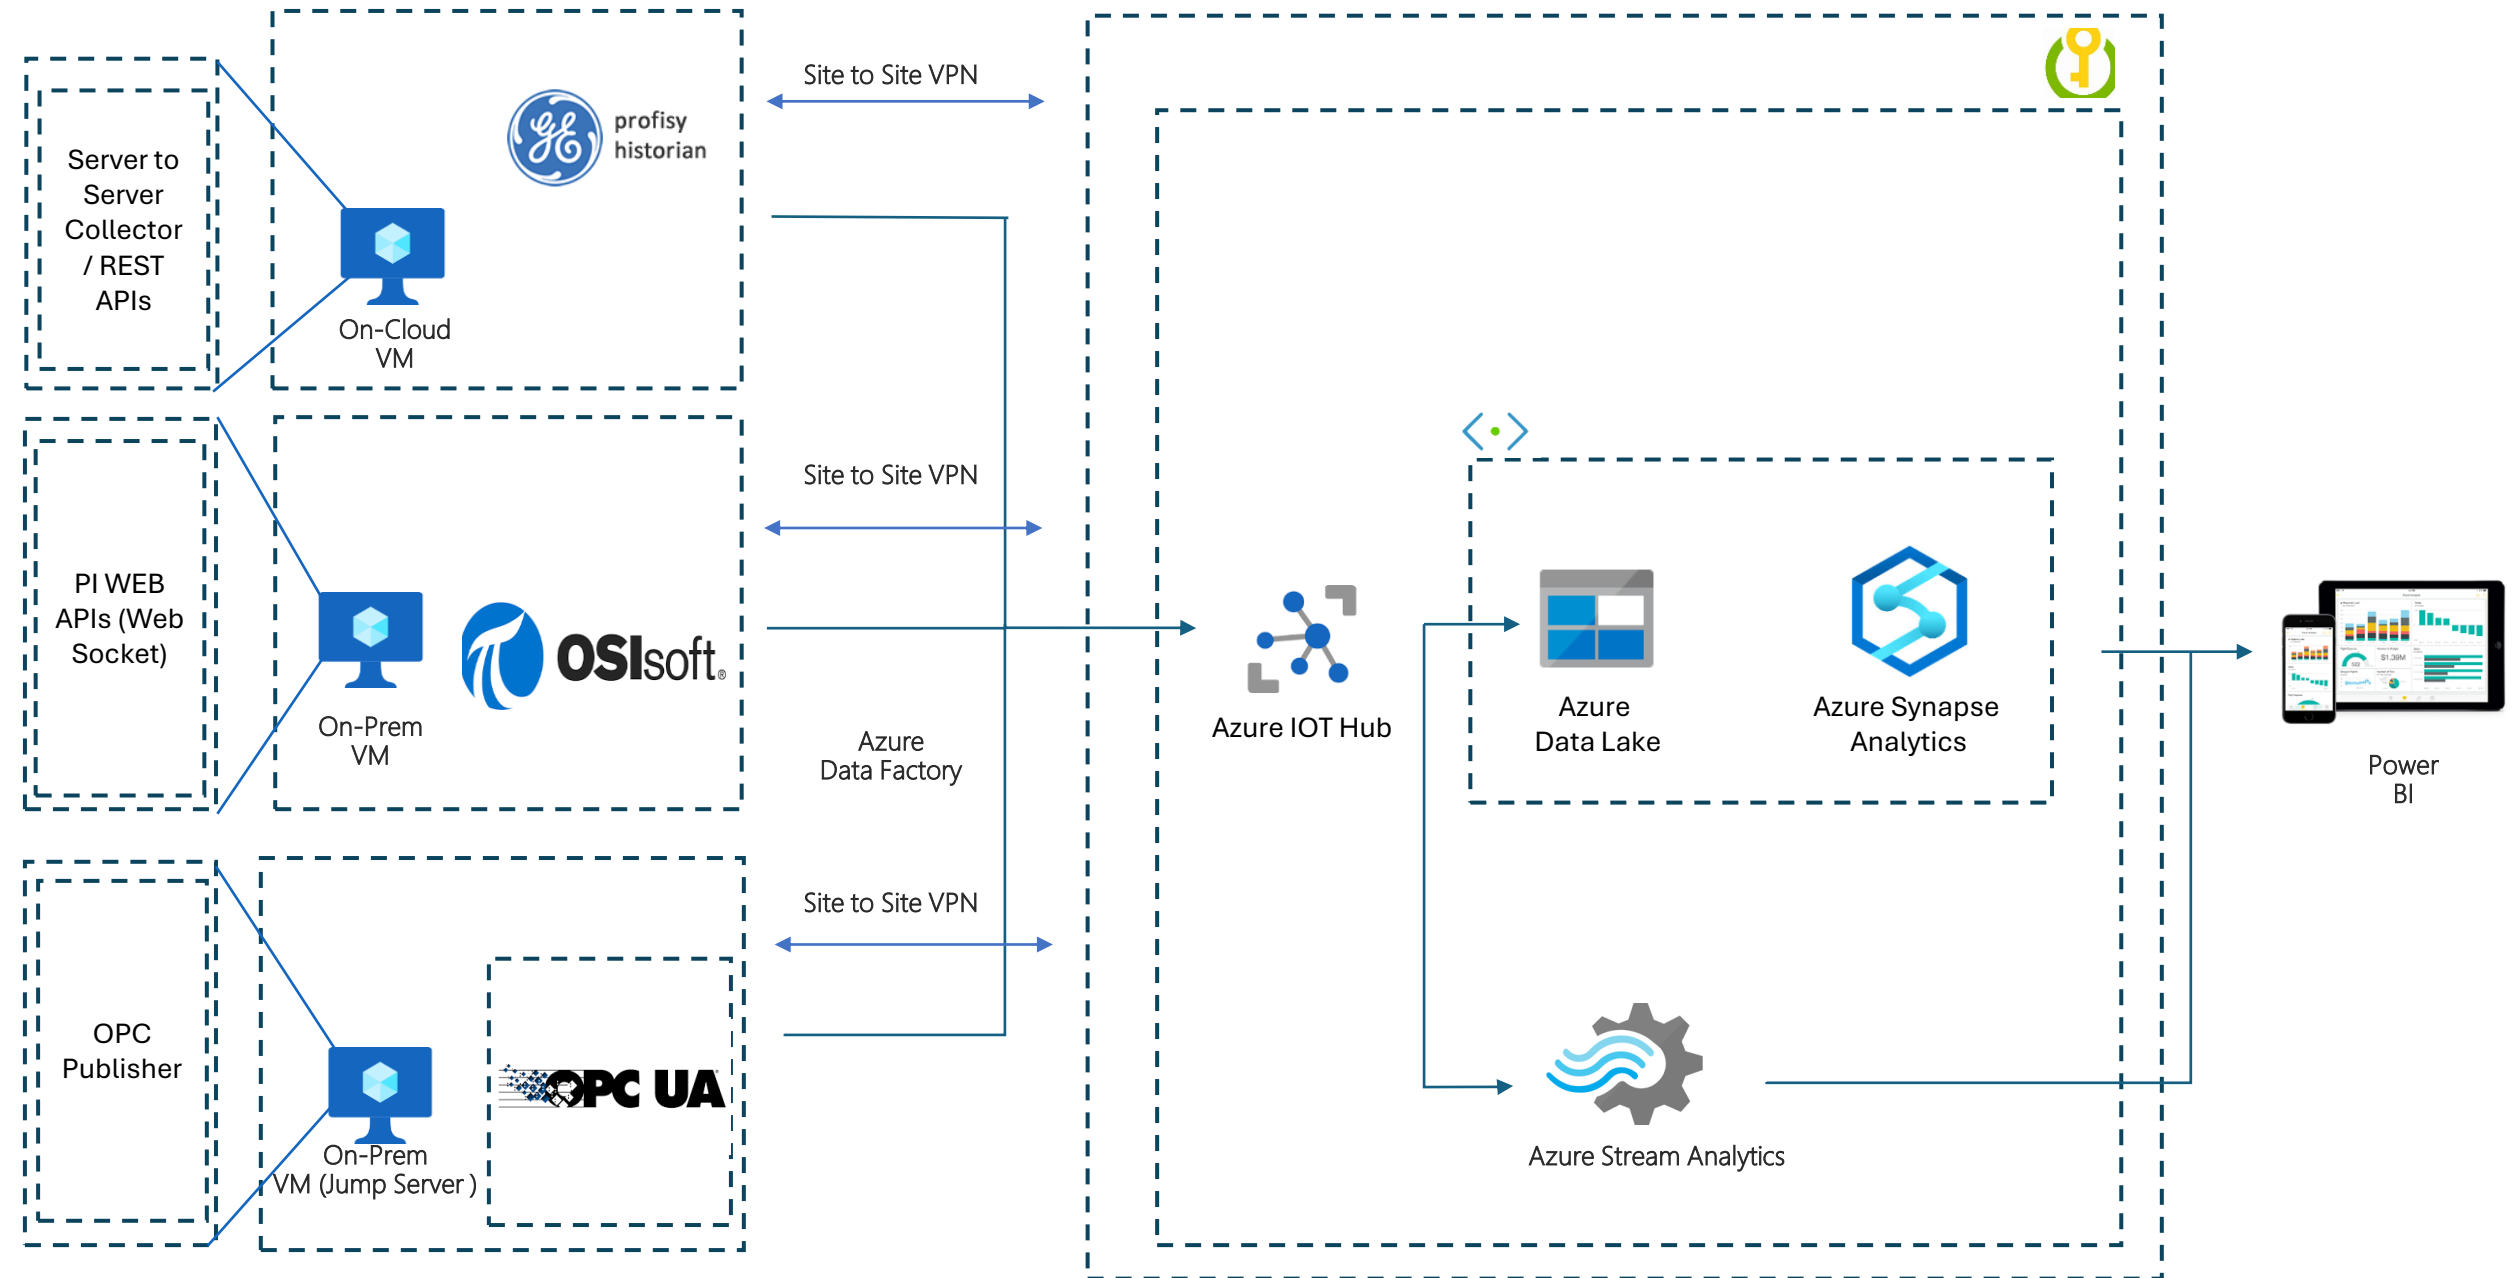 Server to
Server
Collector
/ REST
APIs
On-Cloud
VM
profisy
historian
Site to Site VPN
PI WEB
APIs (Web
Socket)
On-Prem
VM
OSIsoft®
Site to Site VPN
Azure
Data Factory
OPC
Publisher
On-Prem
VM (Jump Server )
OPC UA
Site to Site VPN
Azure IOT Hub
Azure
Data Lake
Azure Synapse
Analytics
Azure Stream Analytics
$1.39M
Power
BI